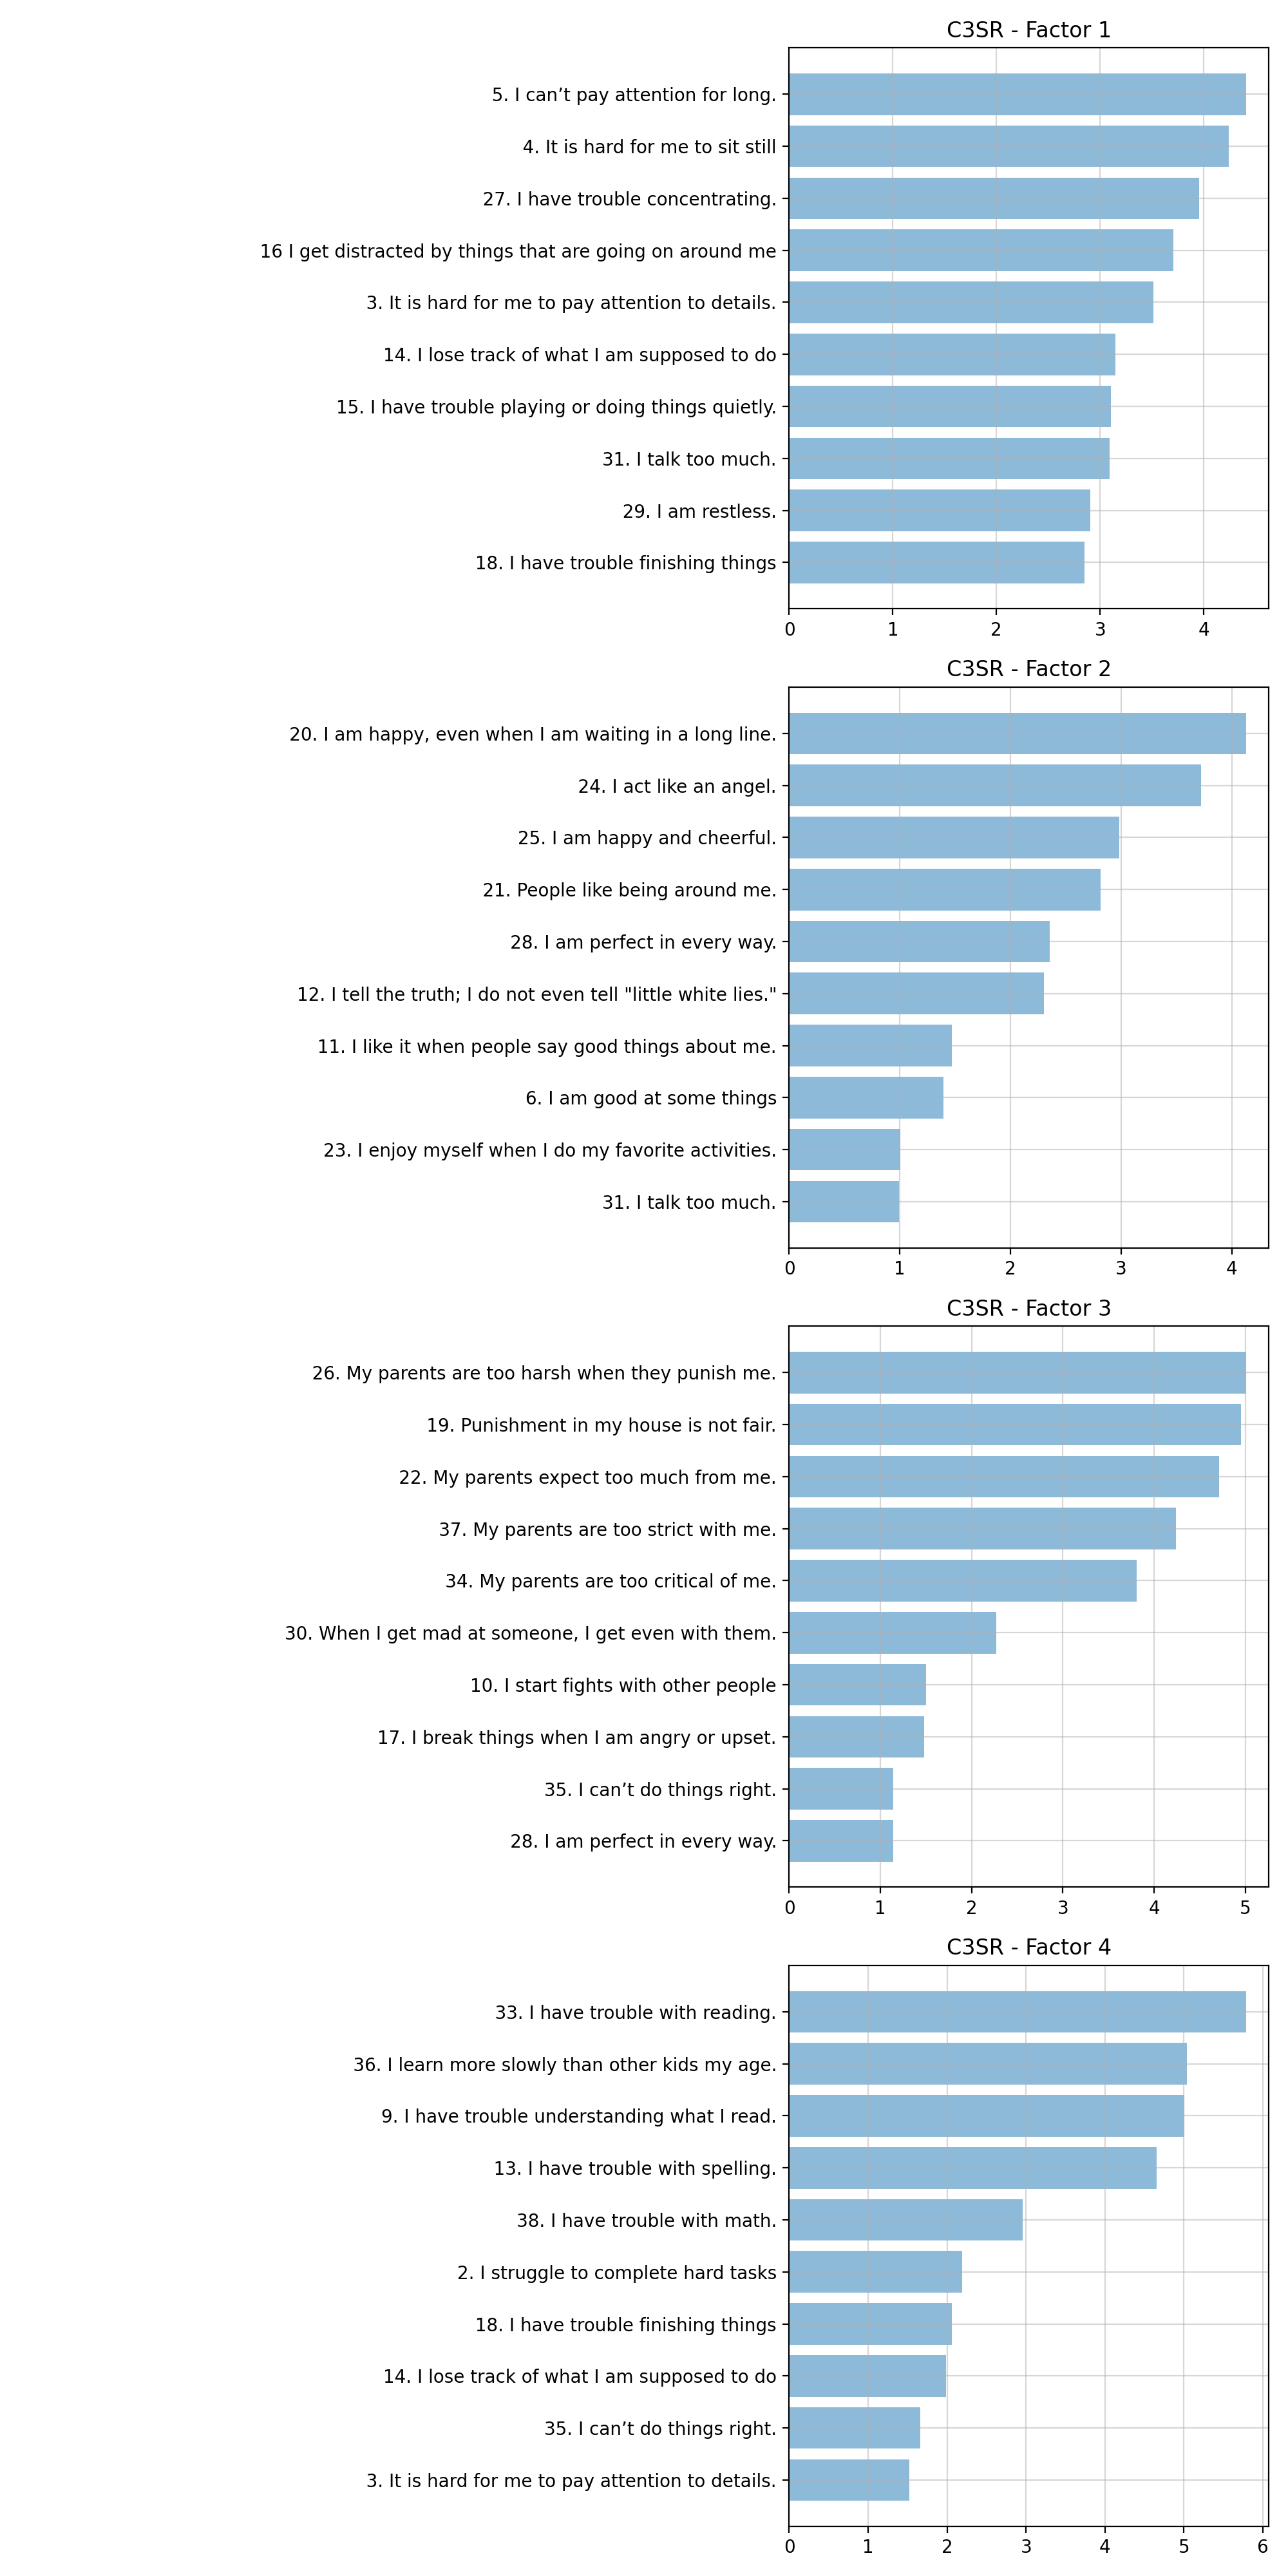 C3SR - Factor 1
5. I can’t pay attention for long.
4. It is hard for me to sit still
27. I have trouble concentrating.
16 I get distracted by things that are going on around me
3. It is hard for me to pay attention to details.
14. I lose track of what I am supposed to do
15. I have trouble playing or doing things quietly.
31. I talk too much.
29. I am restless.
18. I have trouble finishing things
0 1 2 3 4
C3SR - Factor 2
20. I am happy, even when I am waiting in a long line.
24. I act like an angel.
25. I am happy and cheerful.
21. People like being around me.
28. I am perfect in every way.
12. I tell the truth; I do not even tell "little white lies."
11. I like it when people say good things about me.
6. I am good at some things
23. I enjoy myself when I do my favorite activities.
31. I talk too much.
0 1 2 3 4
C3SR - Factor 3
26. My parents are too harsh when they punish me.
19. Punishment in my house is not fair.
22. My parents expect too much from me.
37. My parents are too strict with me.
34. My parents are too critical of me.
30. When I get mad at someone, I get even with them.
10. I start fights with other people
17. I break things when I am angry or upset.
35. I can’t do things right.
28. I am perfect in every way.
0 1 2 3 4 5
C3SR - Factor 4
33. I have trouble with reading.
36. I learn more slowly than other kids my age.
9. I have trouble understanding what I read.
13. I have trouble with spelling.
38. I have trouble with math.
2. I struggle to complete hard tasks
18. I have trouble finishing things
14. I lose track of what I am supposed to do
35. I can’t do things right.
3. It is hard for me to pay attention to details.
0 1 2 3 4 5 6